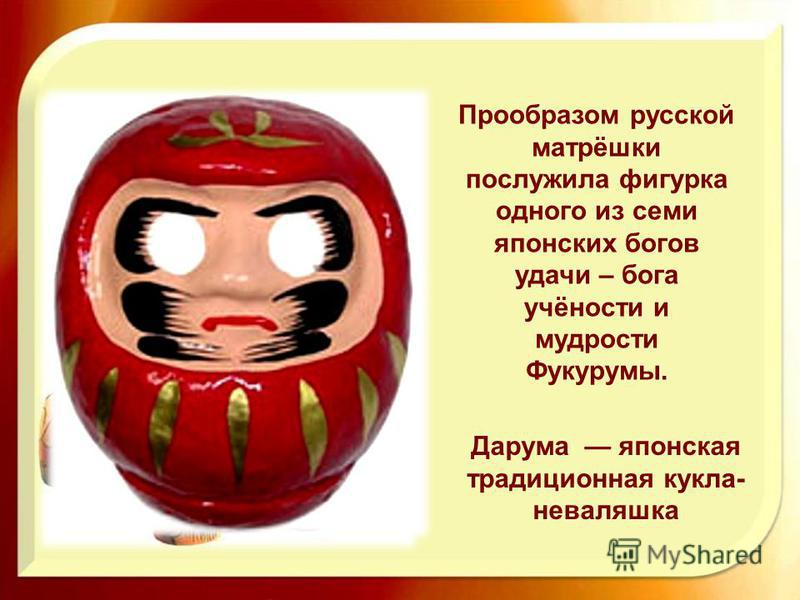 Прообразом русской
матрёшки
послужила фигурка
одного из семи
японских богов
удачи – бога
учёности и
мудрости
Фукурумы.
Дарума — японская
традиционная кукла-
неваляшка
MyShared